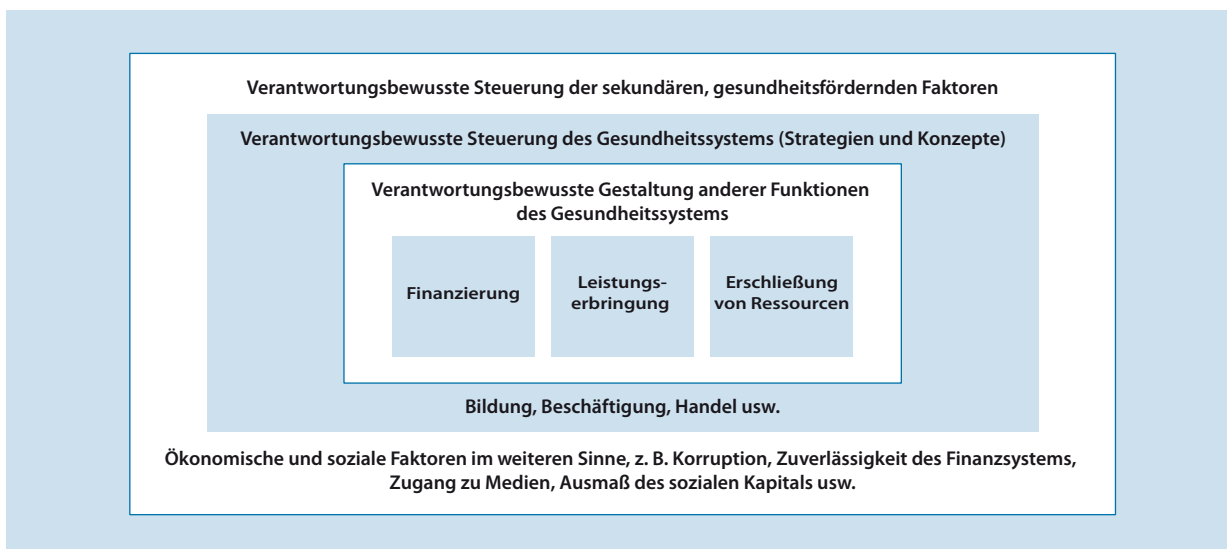 Verantwortungsbewusste Steuerung der sekundären, gesundheitsfördernden Faktoren
Verantwortungsbewusste Steuerung des Gesundheitssystems (Strategien und Konzepte)
Verantwortungsbewusste Gestaltung anderer Funktionen
des Gesundheitssystems
Finanzierung
Leistungs-
erbringung
Erschließung
von Ressourcen
Bildung, Beschäftigung, Handel usw.
Ökonomische und soziale Faktoren im weiteren Sinne, z. B. Korruption, Zuverlässigkeit des Finanzsystems,
Zugang zu Medien, Ausmaß des sozialen Kapitals usw.